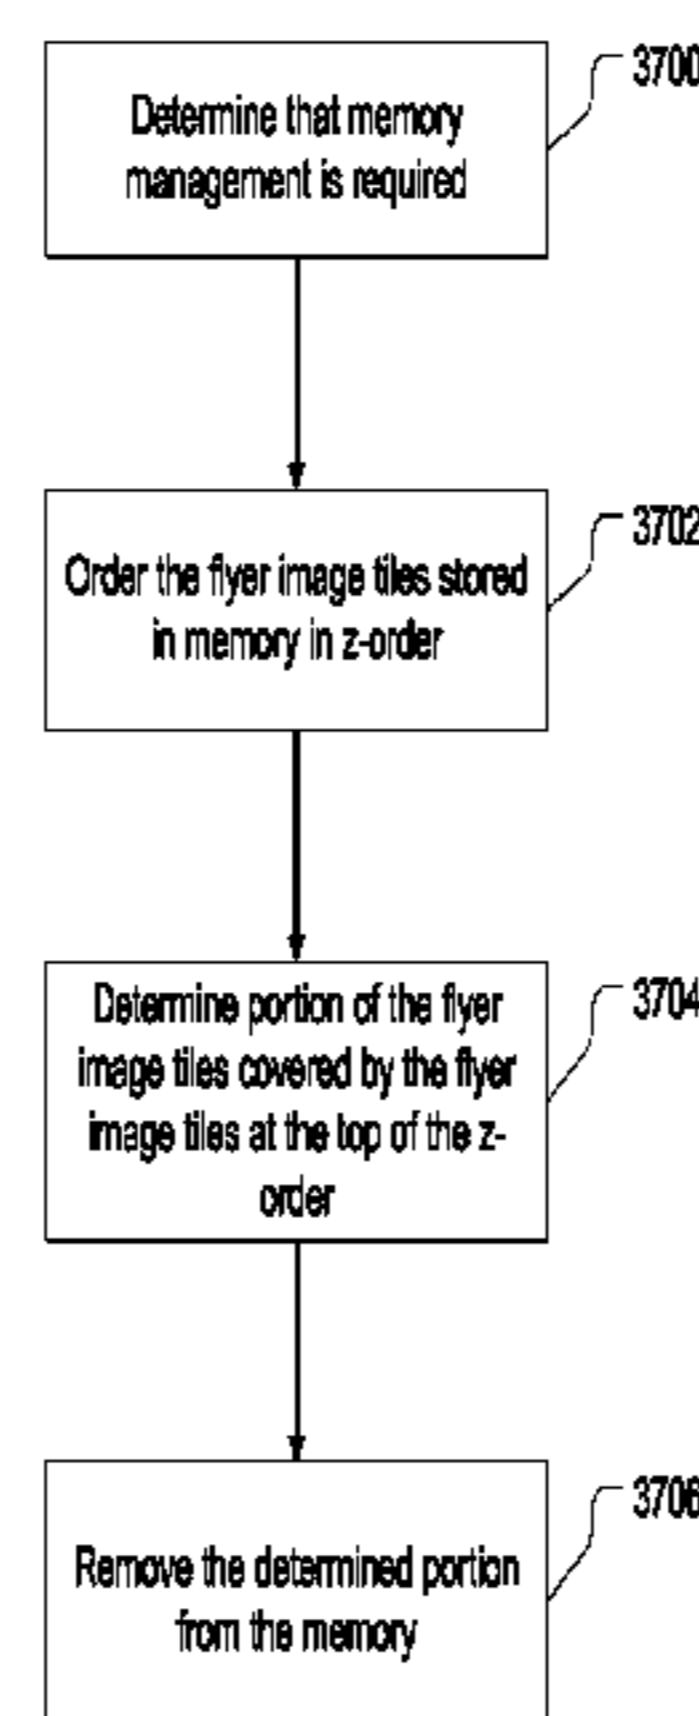 Determine that memory
management is required
3700
Order the flyer image tiles stored
in memory in z-order
3702
Determine portion of the flyer
image tiles covered by the flyer
image tiles at the top of the z-
order
3704
Remove the determined portion
from the memory
3706